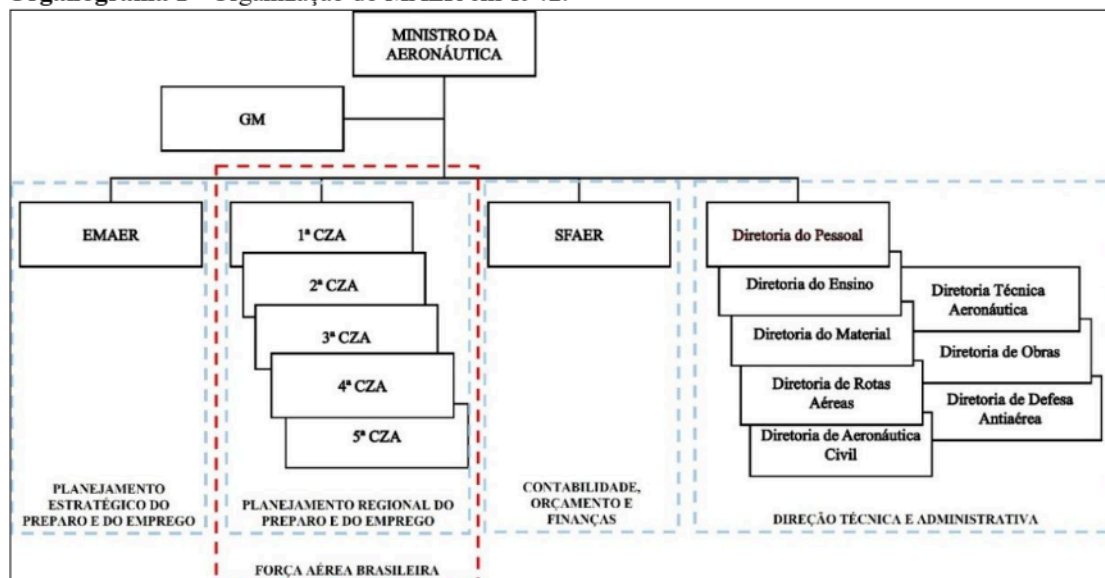 MINISTRO DA
AERONÁUTICA
GM
EMAER
1ª CZA
2ª CZA
3ª CZA
4ª CZA
5ª CZA
SFAER
Diretoria do Pessoal
Diretoria do Ensino
Diretoria do Material
Diretoria de Rotas
Aéreas
Diretoria de Aeronáutica
Civil
Diretoria Técnica
Aeronáutica
Diretoria de Obras
Diretoria de Defesa
Antiaérea
PLANEJAMENTO
ESTRATÉGICO DO
PREPARO E DO EMPREGO
PLANEJAMENTO REGIONAL DO
PREPARO E DO EMPREGO
CONTABILIDADE,
ORÇAMENTO E
FINANÇAS
DIREÇÃO TÉCNICA E ADMINISTRATIVA
FORÇA AÉREA BRASILEIRA